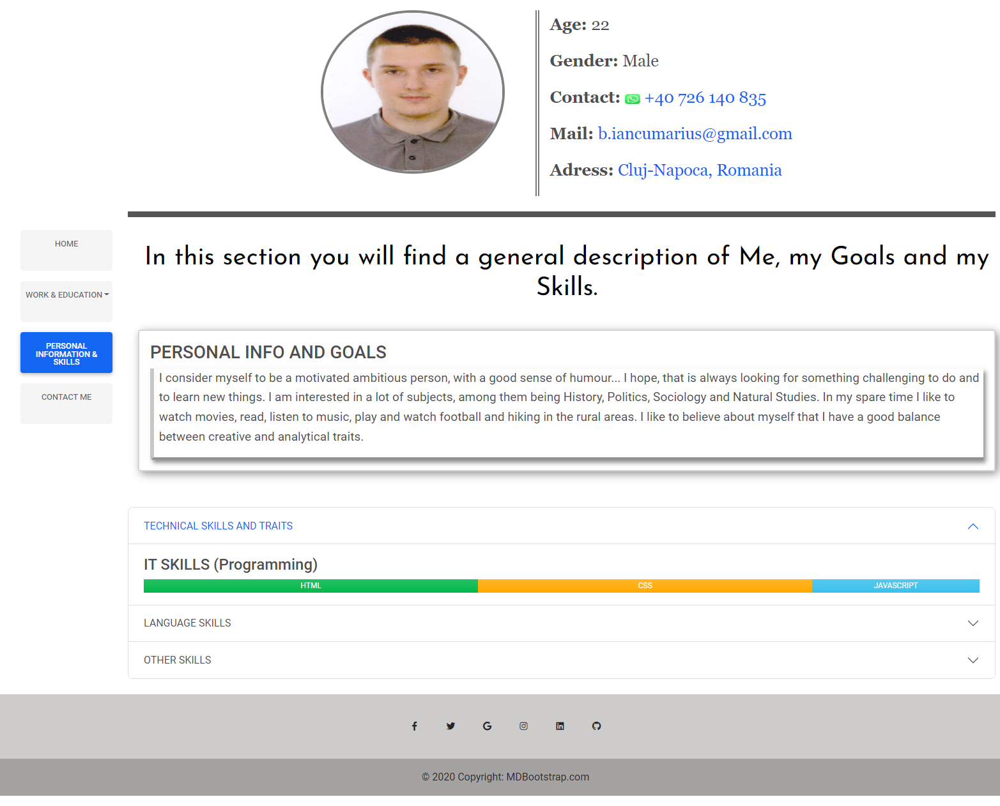 Age: 22
Gender: Male
Contact: +40 726 140 835
Mail: b.iancumarius@gmail.com
Adress: Cluj-Napoca, Romania
HOME
WORK & EDUCATION
PERSONAL
INFORMATION &
SKILLS
CONTACT ME
In this section you will find a general description of Me, my Goals and my
Skills.
PERSONAL INFO AND GOALS
I consider myself to be a motivated ambitious person, with a good sense of humour... I hope, that is always looking for something challenging to do and
to learn new things. I am interested in a lot of subjects, among them being History, Politics, Sociology and Natural Studies. In my spare time I like to
watch movies, read, listen to music, play and watch football and hiking in the rural areas. I like to believe about myself that I have a good balance
between creative and analytical traits.
TECHNICAL SKILLS AND TRAITS
IT SKILLS (Programming)
HTML
CSS
JAVASCRIPT
LANGUAGE SKILLS
OTHER SKILLS
© 2020 Copyright: MDBootstrap.com